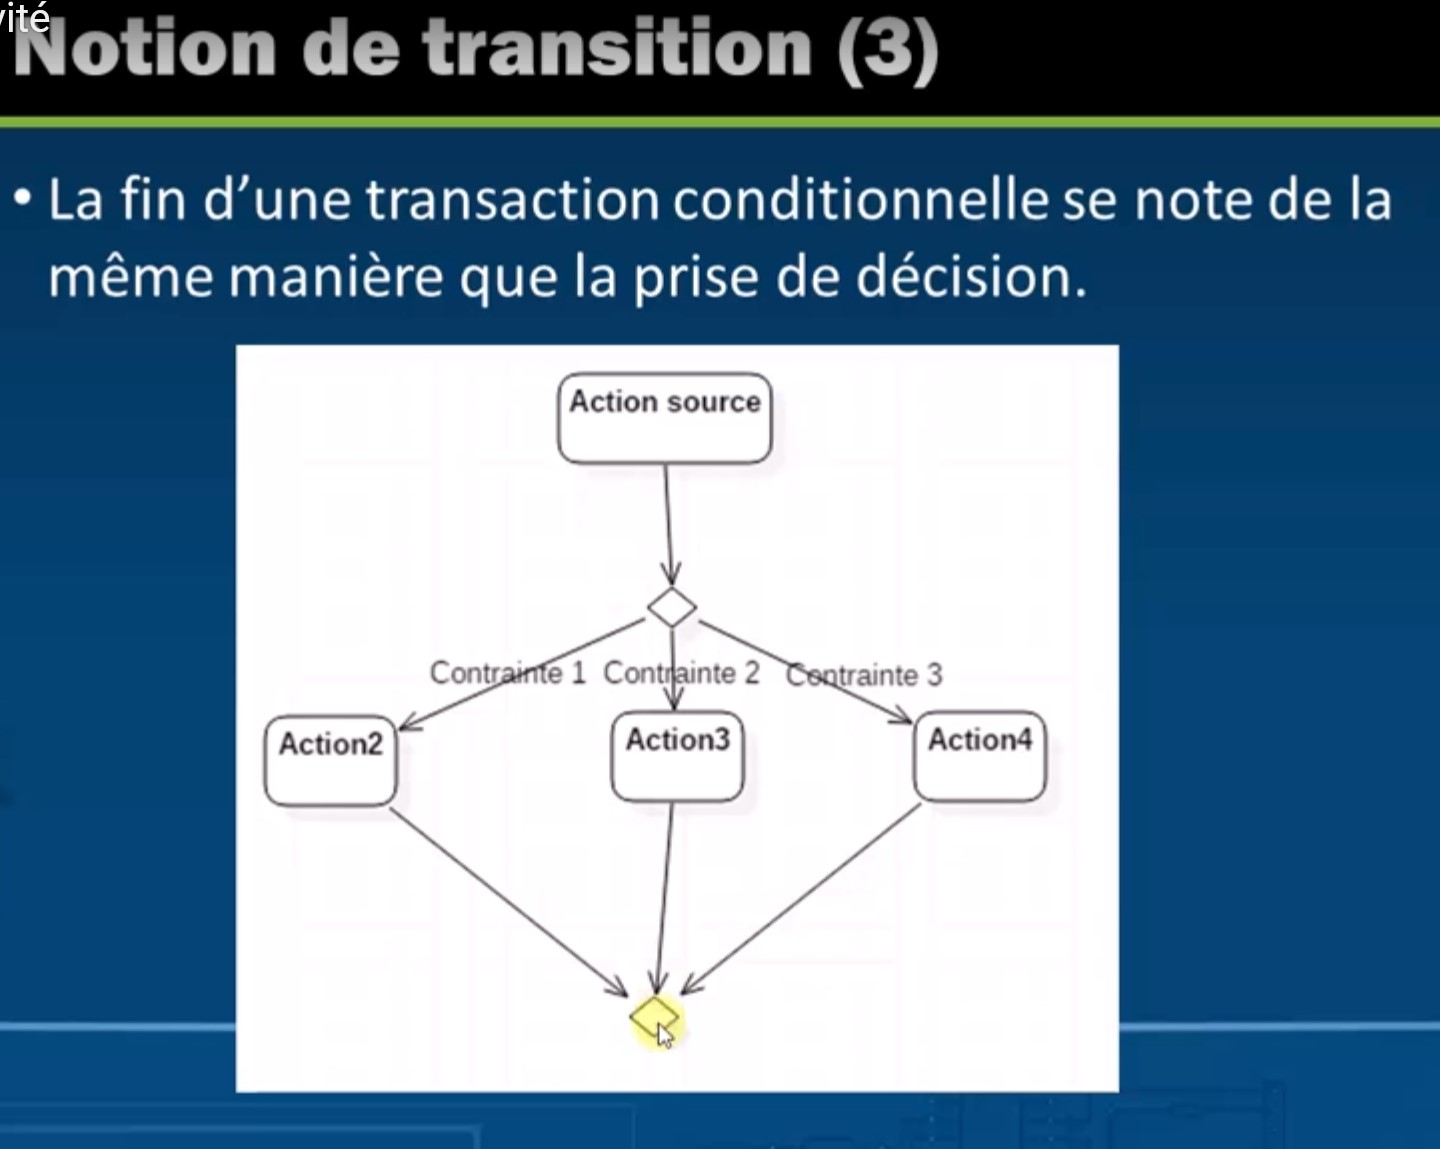 vité
Notion de transition (3)
• La fin d’une transaction conditionnelle se note de la
même manière que la prise de décision.
Action source
Contrainte 1 Contrainte 2 Contrainte 3
Action2 Action3 Action4